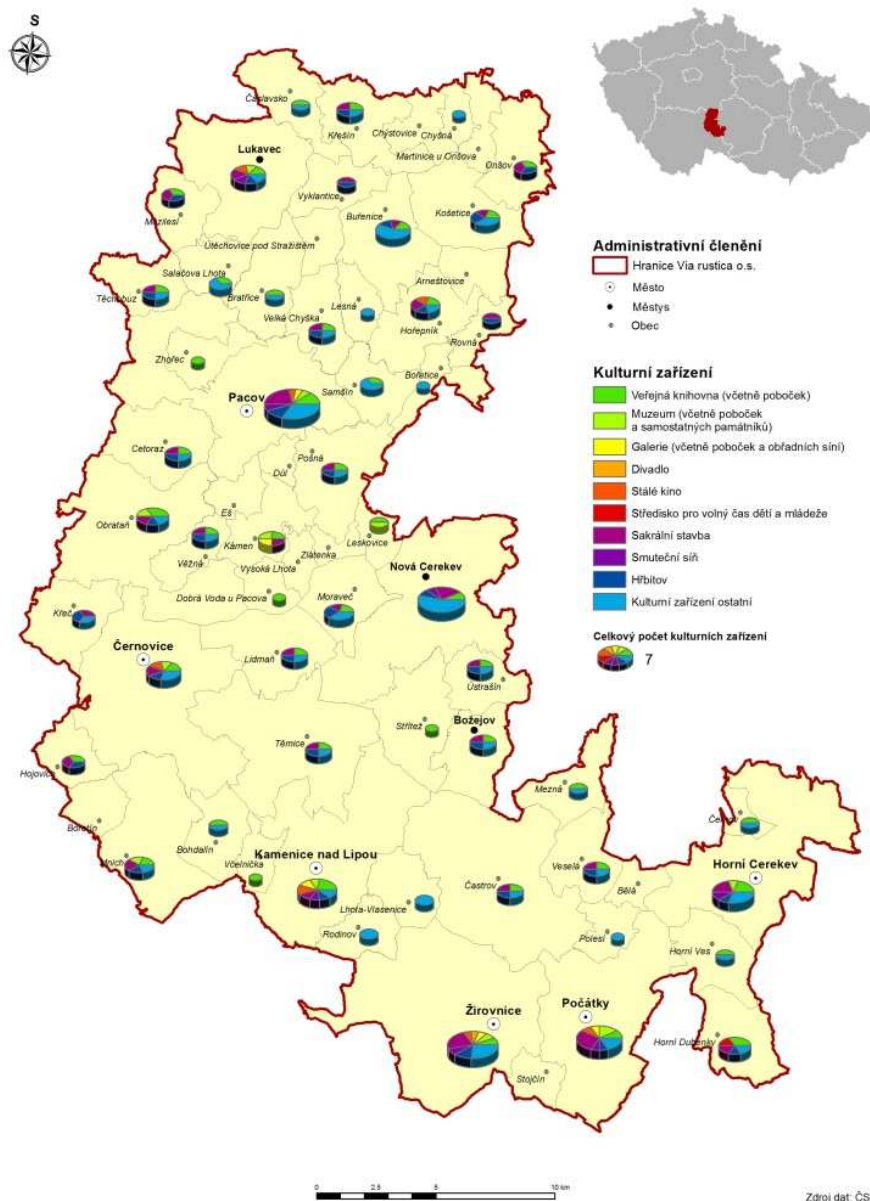 S
Čáslavsko
Křešín
Chýstovice
Chyšná
Lukavec
Martinice u Onšova
Onšov
Vyklantice
Mezilesí
Buřenice
Košetice
Útěchovice pod Stražištěm
Salačova Lhota
Arneštovice
Těchobuz
Bratřice
Lesná
Velká Chyška
Hořepník
Rovná
Zhořec
Pacov
Samšín
Bořetice
Cetoraz
Pošná
Důl
Eš
Obrataň
Kámen
Leskovice
Zlátenka
Věžná
Vysoká Lhota
Nová Cerekev
Dobrá Voda u Pacova
Moraveč
Křeč
Černovice
Lidmaň
Ústrašín
Střítež
Božejov
Těmice
Hojovice
Mezná
Bořetín
Bohdalín
Mnich
Včelnička
Kamenice nad Lipou
Veselá
Častrov
Bělá
Horní Cerekev
Lhota-Vlasenice
Rodinov
Polesí
Horní Ves
Žirovnice
Počátky
Horní Dubenky
Stojčín
Administrativní členění
Hranice Via rustica o.s.
Město
Městys
Obec
Kulturní zařízení
Veřejná knihovna (včetně poboček)
Muzeum (včetně poboček
a samostatných památníků)
Galerie (včetně poboček a obřadních síní)
Divadlo
Stálé kino
Středisko pro volný čas dětí a mládeže
Sakrální stavba
Smuteční síň
Hřbitov
Kulturní zařízení ostatní
Celkový počet kulturních zařízení
7
0 2,5 5 10 km
Zdroj dat: ČS